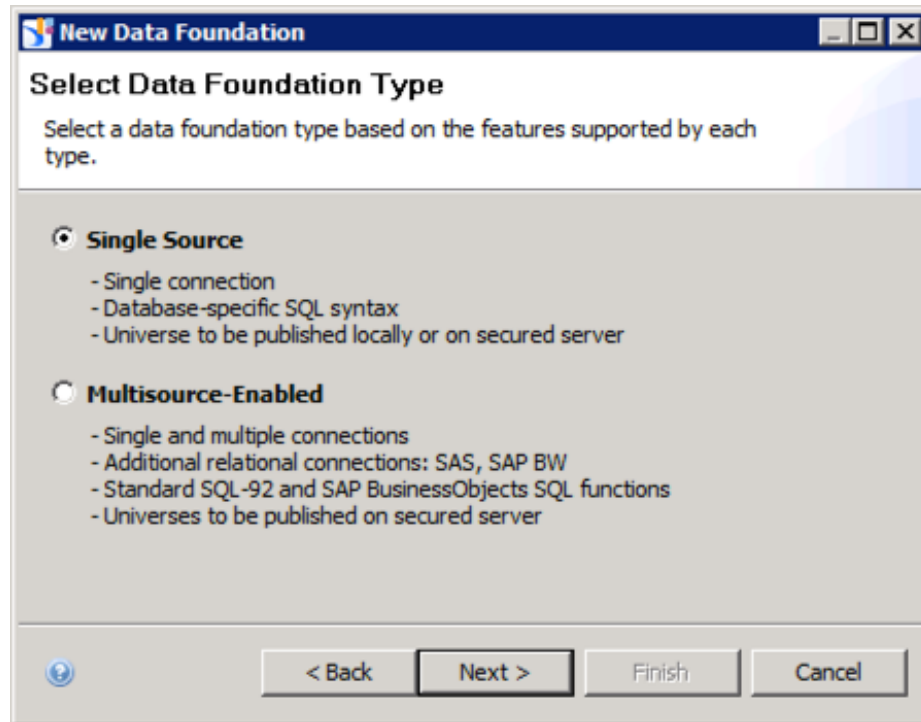 New Data Foundation
Select Data Foundation Type
Select a data foundation type based on the features supported by each
type.
Single Source
- Single connection
- Database-specific SQL syntax
- Universe to be published locally or on secured server
Multisource-Enabled
- Single and multiple connections
- Additional relational connections: SAS, SAP BW
- Standard SQL-92 and SAP BusinessObjects SQL functions
- Universes to be published on secured server
< Back Next > Finish Cancel